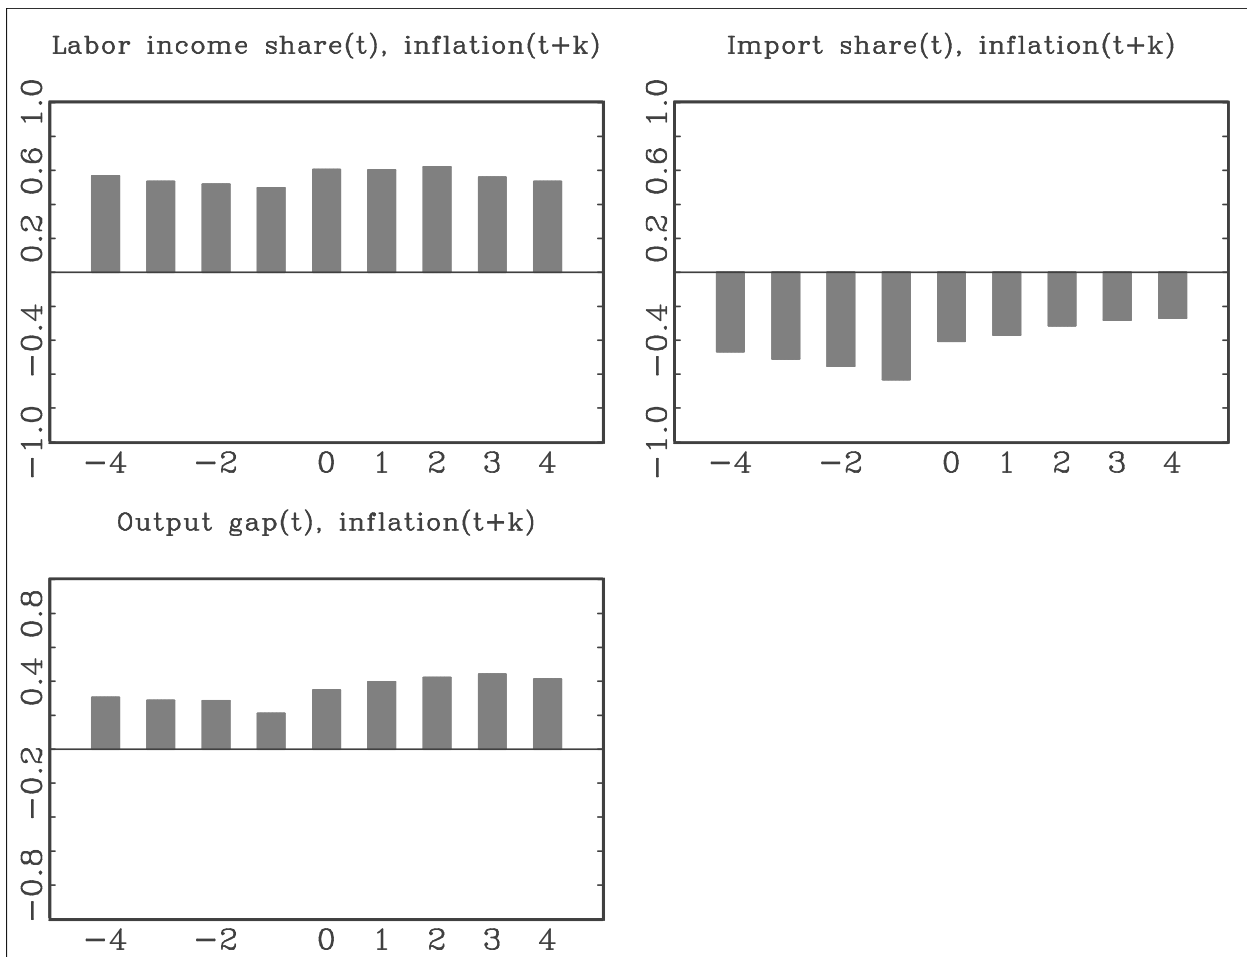 Labor income share(t), inflation(t+k)
1.0
0.6
0.2
−0.4
−1.0
−4 −2 0 1 2 3 4
Import share(t), inflation(t+k)
1.0
0.6
0.2
−0.4
−1.0
−4 −2 0 1 2 3 4
Output gap(t), inflation(t+k)
0.8
0.4
−0.2
−0.8
−4 −2 0 1 2 3 4